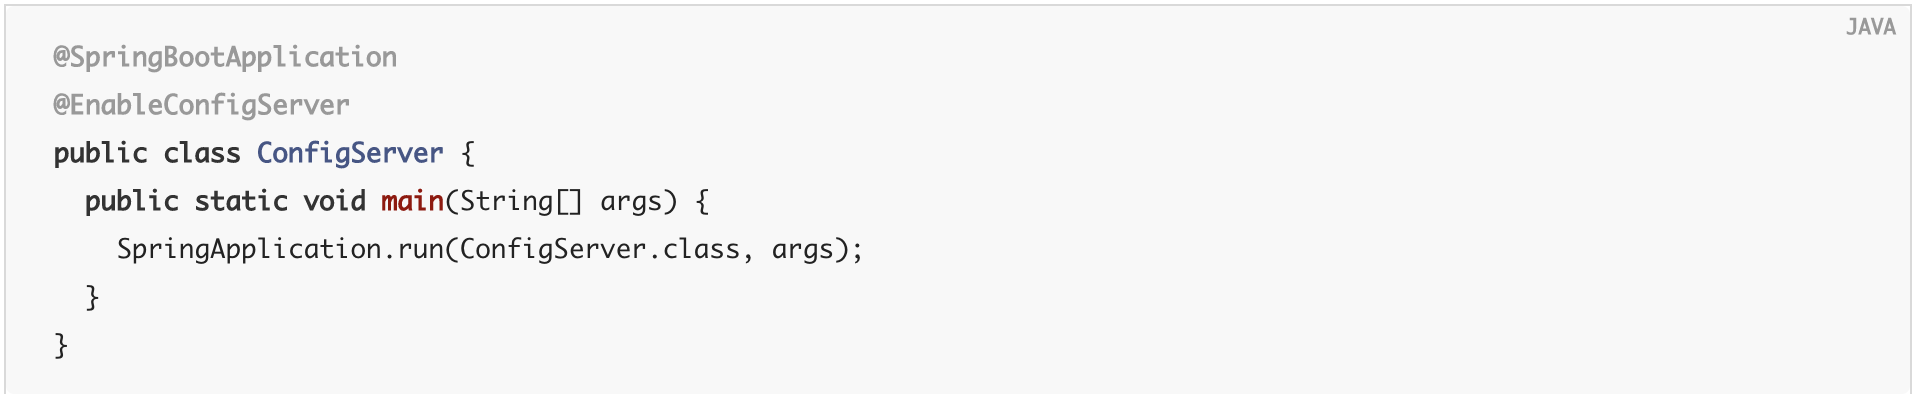 JAVA
@SpringBootApplication
@EnableConfigServer
public class ConfigServer {
  public static void main(String[] args) {
    SpringApplication.run(ConfigServer.class, args);
  }
}